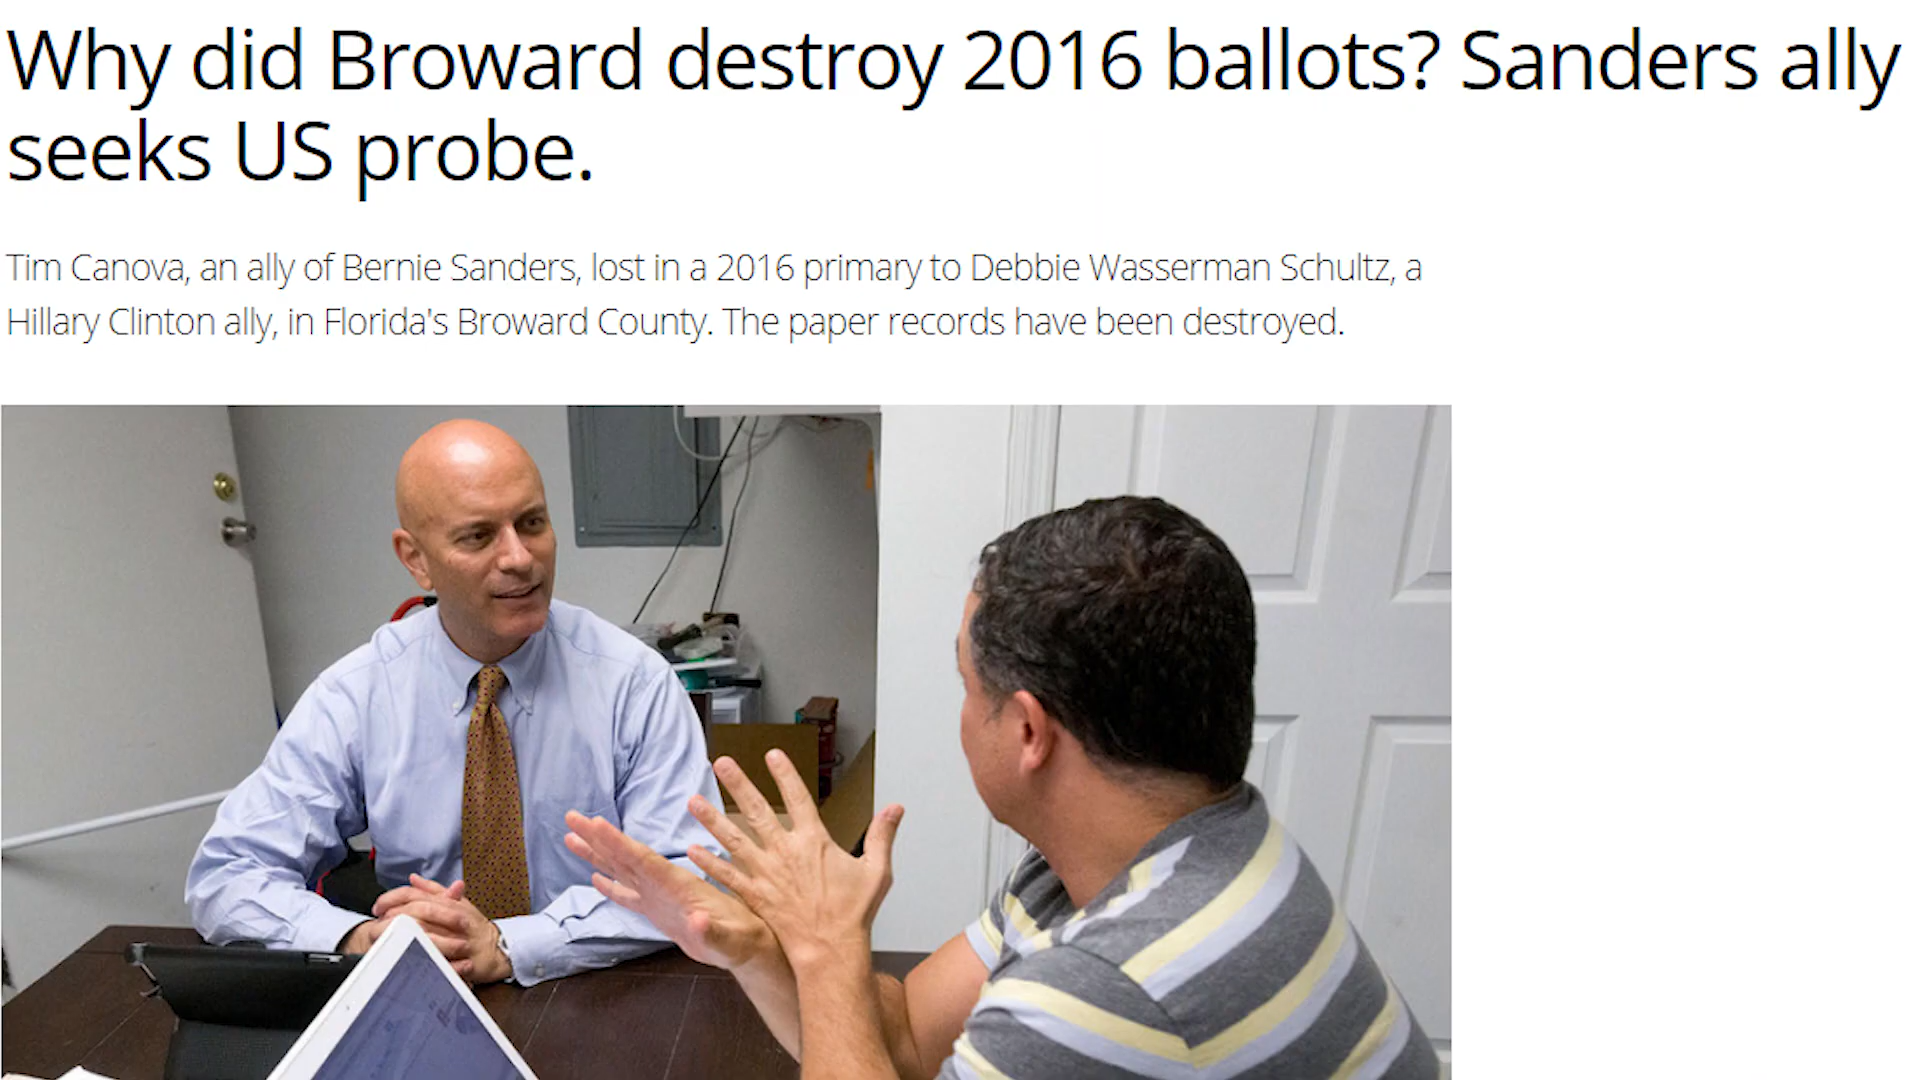 Why did Broward destroy 2016 ballots? Sanders ally
seeks US probe.
Tim Canova, an ally of Bernie Sanders, lost in a 2016 primary to Debbie Wasserman Schultz, a
Hillary Clinton ally, in Florida's Broward County. The paper records have been destroyed.